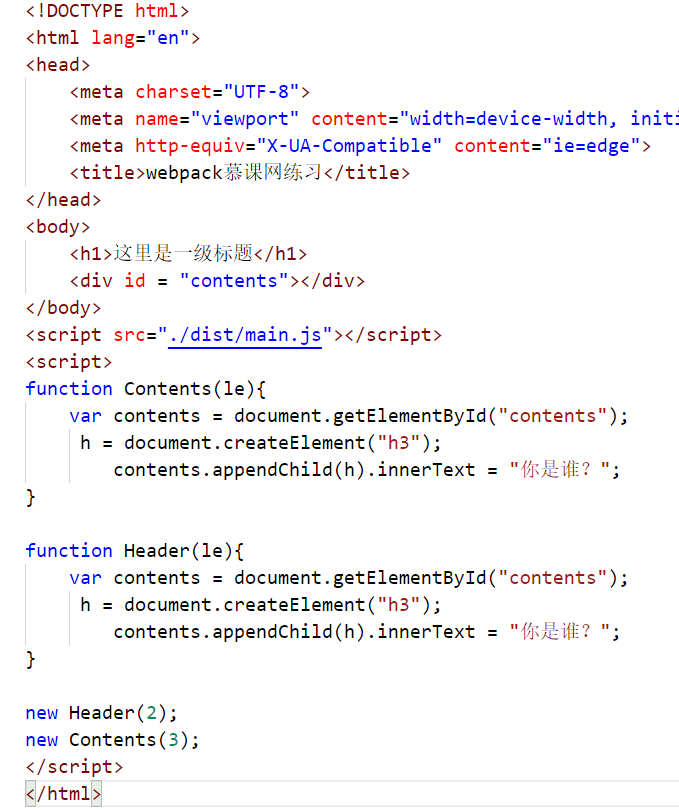 <!DOCTYPE html>
<html lang="en">
<head>
    <meta charset="UTF-8">
    <meta name="viewport" content="width=device-width, initi
    <meta http-equiv="X-UA-Compatible" content="ie=edge">
    <title>webpack慕课网练习</title>
</head>
<body>
    <h1>这里是一级标题</h1>
    <div id = "contents"></div>
</body>
<script src="./dist/main.js"></script>
<script>
function Contents(le){
    var contents = document.getElementById("contents");
     h = document.createElement("h3");
        contents.appendChild(h).innerText = "你是谁？";
}

function Header(le){
    var contents = document.getElementById("contents");
     h = document.createElement("h3");
        contents.appendChild(h).innerText = "你是谁？";
}

new Header(2);
new Contents(3);
</script>
</html>